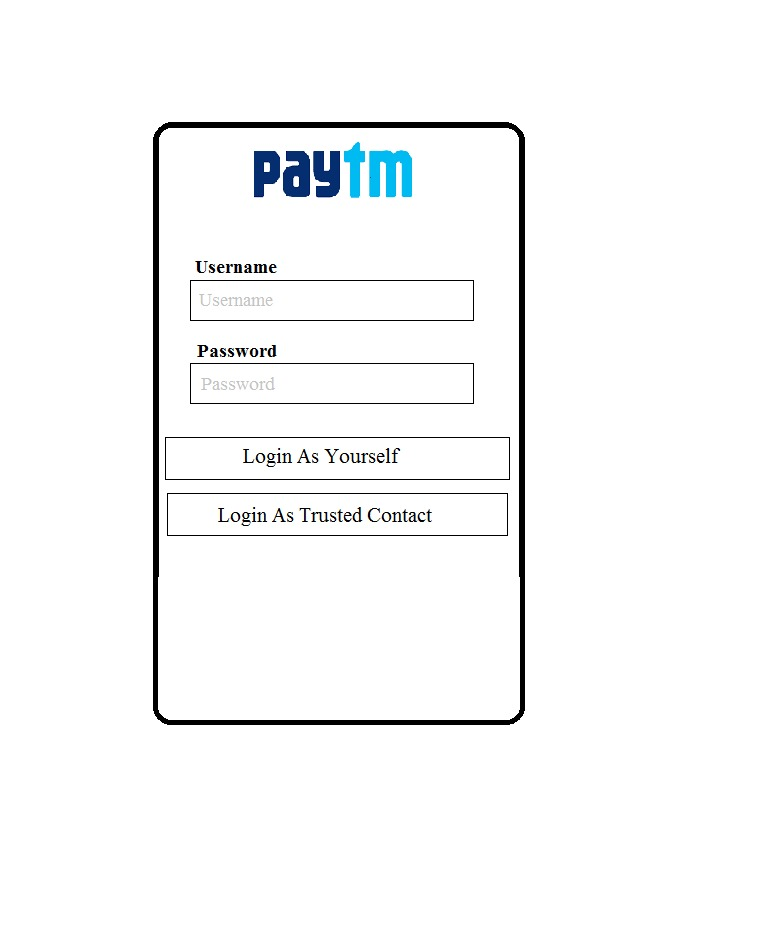 paytm
Username
Username
Password
Password
Login As Yourself
Login As Trusted Contact